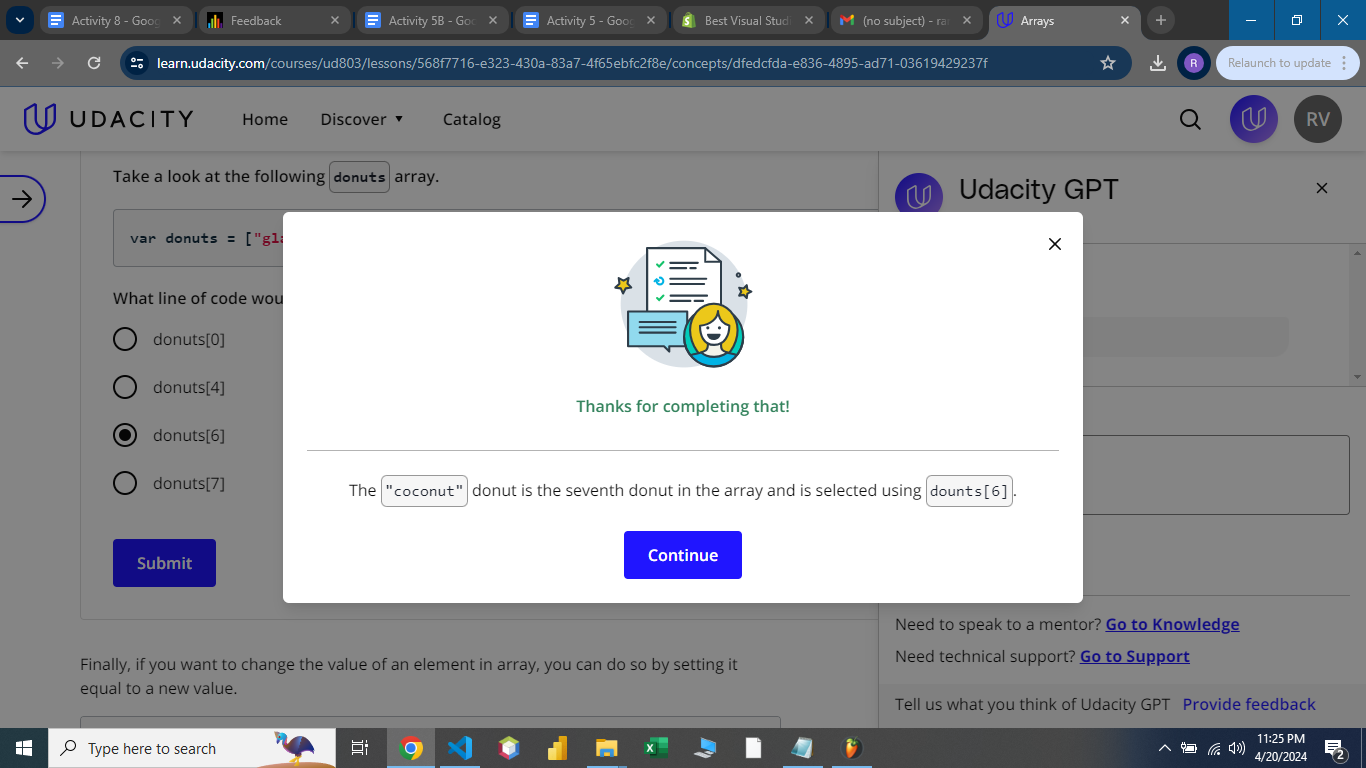 Activity 8 - Goog
Feedback
Activity 5B - Goo
Activity 5 - Goog
Best Visual Studi
(no subject) - rar
Arrays
learn.udacity.com/courses/ud803/lessons/568f7716-e323-430a-83a7-4f65ebfc2f8e/concepts/dfedcfda-e836-4895-ad71-03619429237f
R
Relaunch to update
UDACITY
Home
Discover
Catalog
RV
Take a look at the following donuts array.
var donuts = ["gla
What line of code wou
donuts[0]
donuts[4]
donuts[6]
donuts[7]
Submit
Finally, if you want to change the value of an element in array, you can do so by setting it
equal to a new value.
Udacity GPT
Thanks for completing that!
The "coconut" donut is the seventh donut in the array and is selected using dounts[6].
Continue
Need to speak to a mentor? Go to Knowledge
Need technical support? Go to Support
Tell us what you think of Udacity GPT Provide feedback
Type here to search
11:25 PM
4/20/2024
2